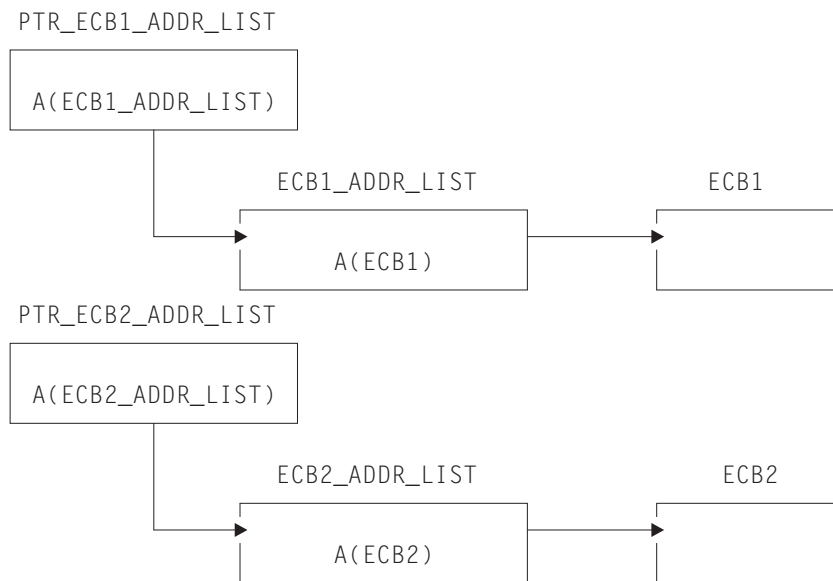 PTR_ECB1_ADDR_LIST
A(ECB1_ADDR_LIST)
ECB1_ADDR_LIST
ECB1
A(ECB1)
PTR_ECB2_ADDR_LIST
A(ECB2_ADDR_LIST)
ECB2_ADDR_LIST
ECB2
A(ECB2)